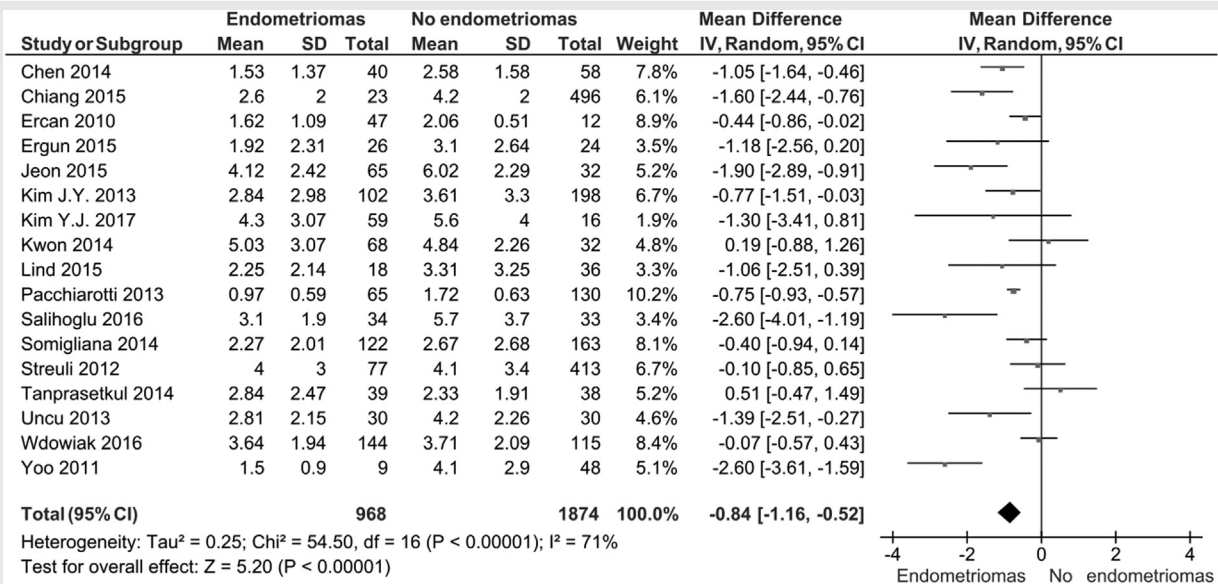 Endometriomas No endometriomas Mean Difference Mean Difference
Study or Subgroup Mean SD Total Mean SD Total Weight IV, Random, 95% CI IV, Random, 95% CI
Chen 2014 1.53 1.37 40 2.58 1.58 58 7.8% -1.05 [-1.64, -0.46]
Chiang 2015 2.6 2 23 4.2 2 496 6.1% -1.60 [-2.44, -0.76]
Ercan 2010 1.62 1.09 47 2.06 0.51 12 8.9% -0.44 [-0.86, -0.02]
Ergun 2015 1.92 2.31 26 3.1 2.64 24 3.5% -1.18 [-2.56, 0.20]
Jeon 2015 4.12 2.42 65 6.02 2.29 32 5.2% -1.90 [-2.89, -0.91]
Kim J.Y. 2013 2.84 2.98 102 3.61 3.3 198 6.7% -0.77 [-1.51, -0.03]
Kim Y.J. 2017 4.3 3.07 59 5.6 4 16 1.9% -1.30 [-3.41, 0.81]
Kwon 2014 5.03 3.07 68 4.84 2.26 32 4.8% 0.19 [-0.88, 1.26]
Lind 2015 2.25 2.14 18 3.31 3.25 36 3.3% -1.06 [-2.51, 0.39]
Pacchiarotti 2013 0.97 0.59 65 1.72 0.63 130 10.2% -0.75 [-0.93, -0.57]
Salihoglu 2016 3.1 1.9 34 5.7 3.7 33 3.4% -2.60 [-4.01, -1.19]
Somigliana 2014 2.27 2.01 122 2.67 2.68 163 8.1% -0.40 [-0.94, 0.14]
Streuli 2012 4 3 77 4.1 3.4 413 6.7% -0.10 [-0.85, 0.65]
Tanprasetkul 2014 2.84 2.47 39 2.33 1.91 38 5.2% 0.51 [-0.47, 1.49]
Uncu 2013 2.81 2.15 30 4.2 2.26 30 4.6% -1.39 [-2.51, -0.27]
Wdowiak 2016 3.64 1.94 144 3.71 2.09 115 8.4% -0.07 [-0.57, 0.43]
Yoo 2011 1.5 0.9 9 4.1 2.9 48 5.1% -2.60 [-3.61, -1.59]
Total (95% CI) 968 1874 100.0% -0.84 [-1.16, -0.52]
Heterogeneity: Tau² = 0.25; Chi² = 54.50, df = 16 (P < 0.00001); I² = 71%
Test for overall effect: Z = 5.20 (P < 0.00001)
-4 -2 0 2 4
Endometriomas No endometriomas